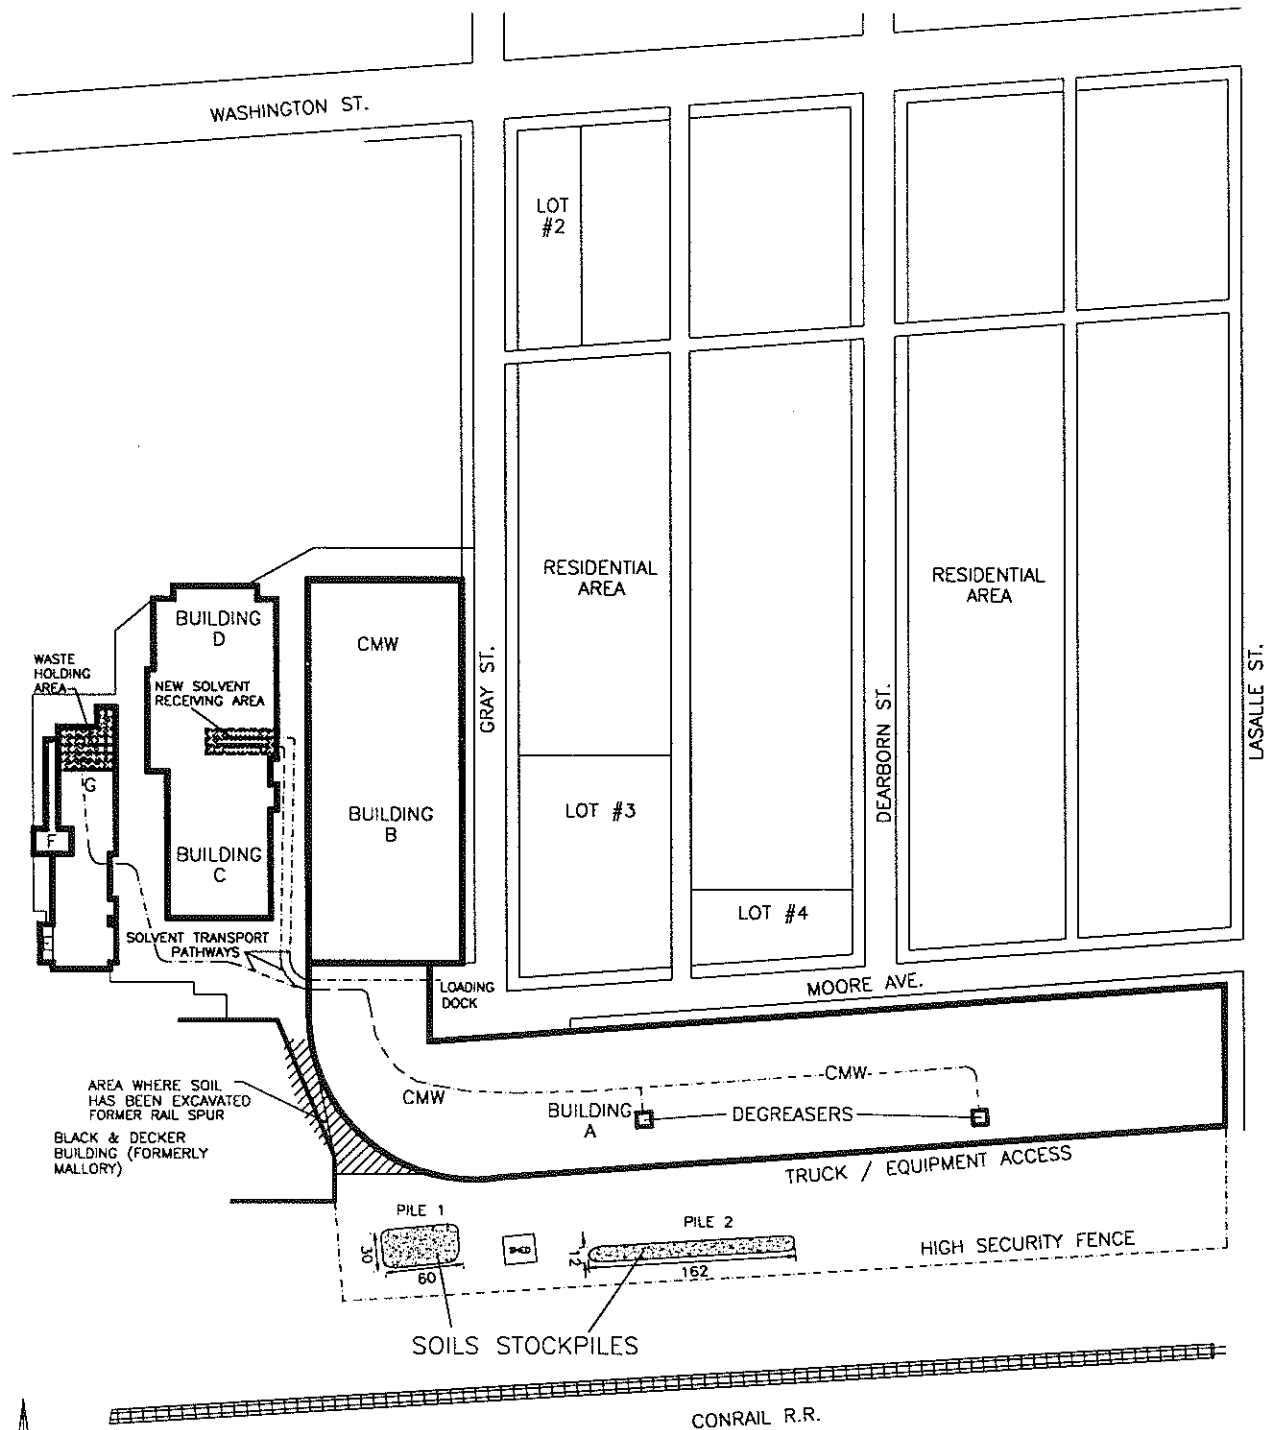 WASHINGTON ST.
LOT
#2
RESIDENTIAL
AREA
RESIDENTIAL
AREA
BUILDING
D
CMW
WASTE
HOLDING
AREA
NEW SOLVENT
RECEIVING AREA
GRAY ST.
DEARBORN ST.
LASALLE ST.
G
F
BUILDING
B
LOT #3
BUILDING
C
LOT #4
SOLVENT TRANSPORT
PATHWAYS
LOADING
DOCK
MOORE AVE.
AREA WHERE SOIL
HAS BEEN EXCAVATED
FORMER RAIL SPUR
CMW
CMW
BUILDING
A
DEGREASERS
BLACK & DECKER
BUILDING (FORMERLY
MALLORY)
TRUCK / EQUIPMENT ACCESS
PILE 1
PILE 2
30
60
SHED
12
162
HIGH SECURITY FENCE
SOILS STOCKPILES
CONRAIL R.R.